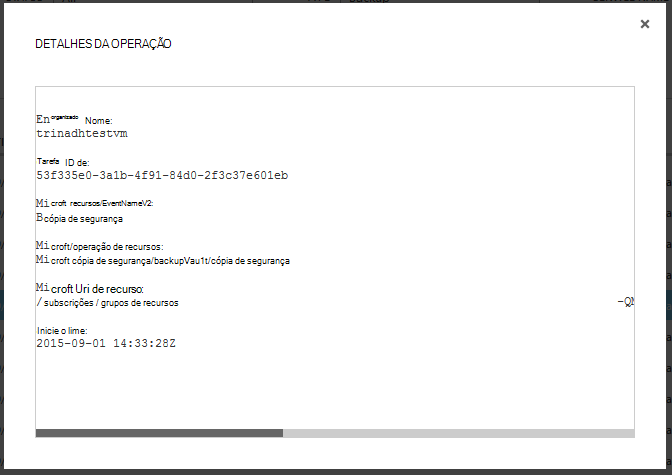 DETALHES DA OPERAÇÃO
En organizado Nome:
trinadhtestvm
Tarefa ID de:
53f335e0-3a1b-4f91-84d0-2f3c37e601eb
Mi croft recursos/EventNameV2:
Bcópia de segurança
Mi croft/operação de recursos:
Mi croft cópia de segurança/backupVau1t/cópia de segurança
Mi croft Uri de recurso:
/ subscrições / grupos de recursos -QN
Inicie o lime:
2015-09-01 14:33:28Z